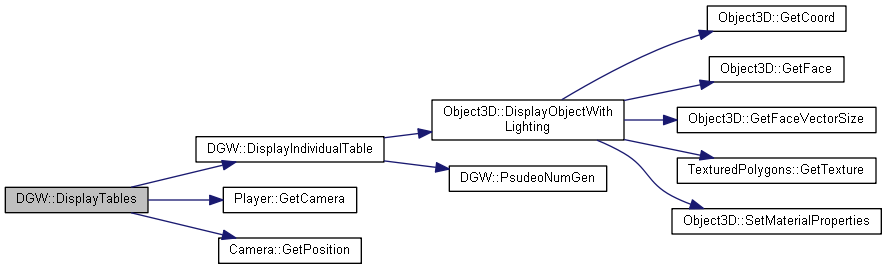 DGW::DisplayTables
DGW::DisplayIndividualTable
Player::GetCamera
Camera::GetPosition
Object3D::DisplayObjectWith
Lighting
DGW::PsudeoNumGen
Object3D::GetCoord
Object3D::GetFace
Object3D::GetFaceVectorSize
TexturedPolygons::GetTexture
Object3D::SetMaterialProperties